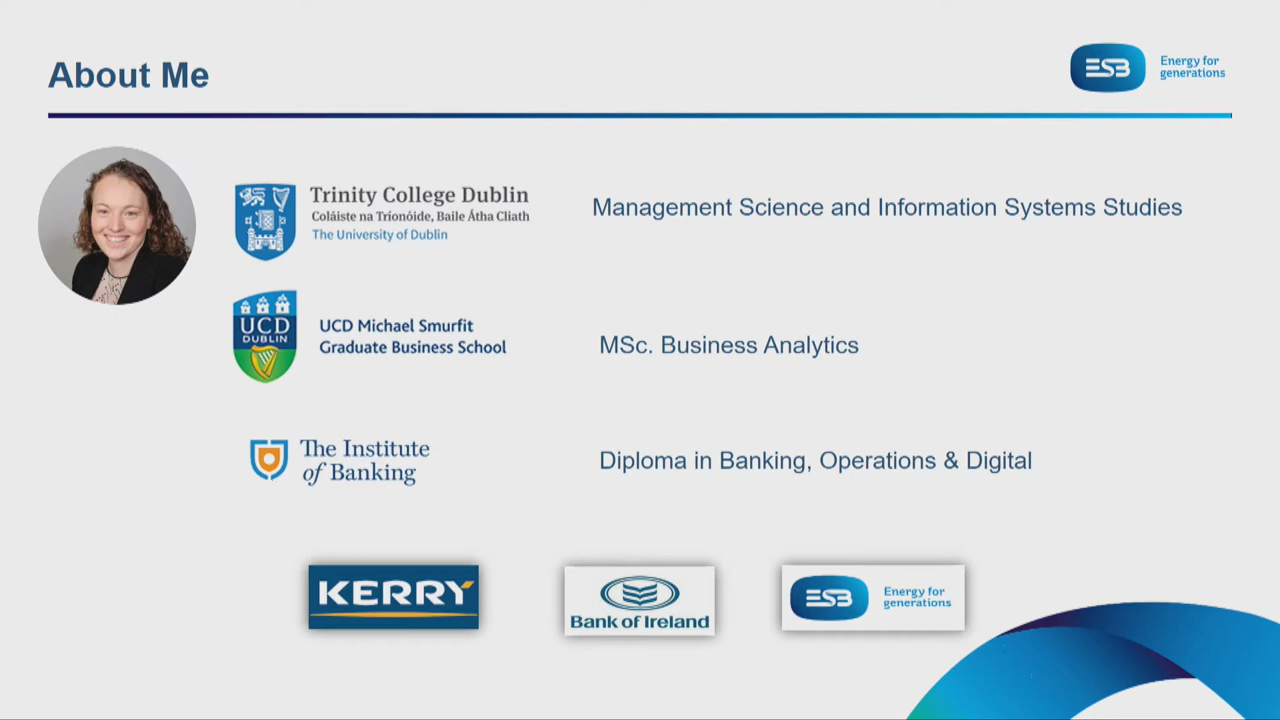 About Me
ESB
Energy for
generations
Trinity College Dublin
Coláiste na Tríonóide, Baile Átha Cliath
The University of Dublin
Management Science and Information Systems Studies
UCD
DUBLIN
UCD Michael Smurfit
Graduate Business School
MSc. Business Analytics
The Institute
of Banking
Diploma in Banking, Operations & Digital
KERRY
Bank of Ireland
ESB
Energy for
generations